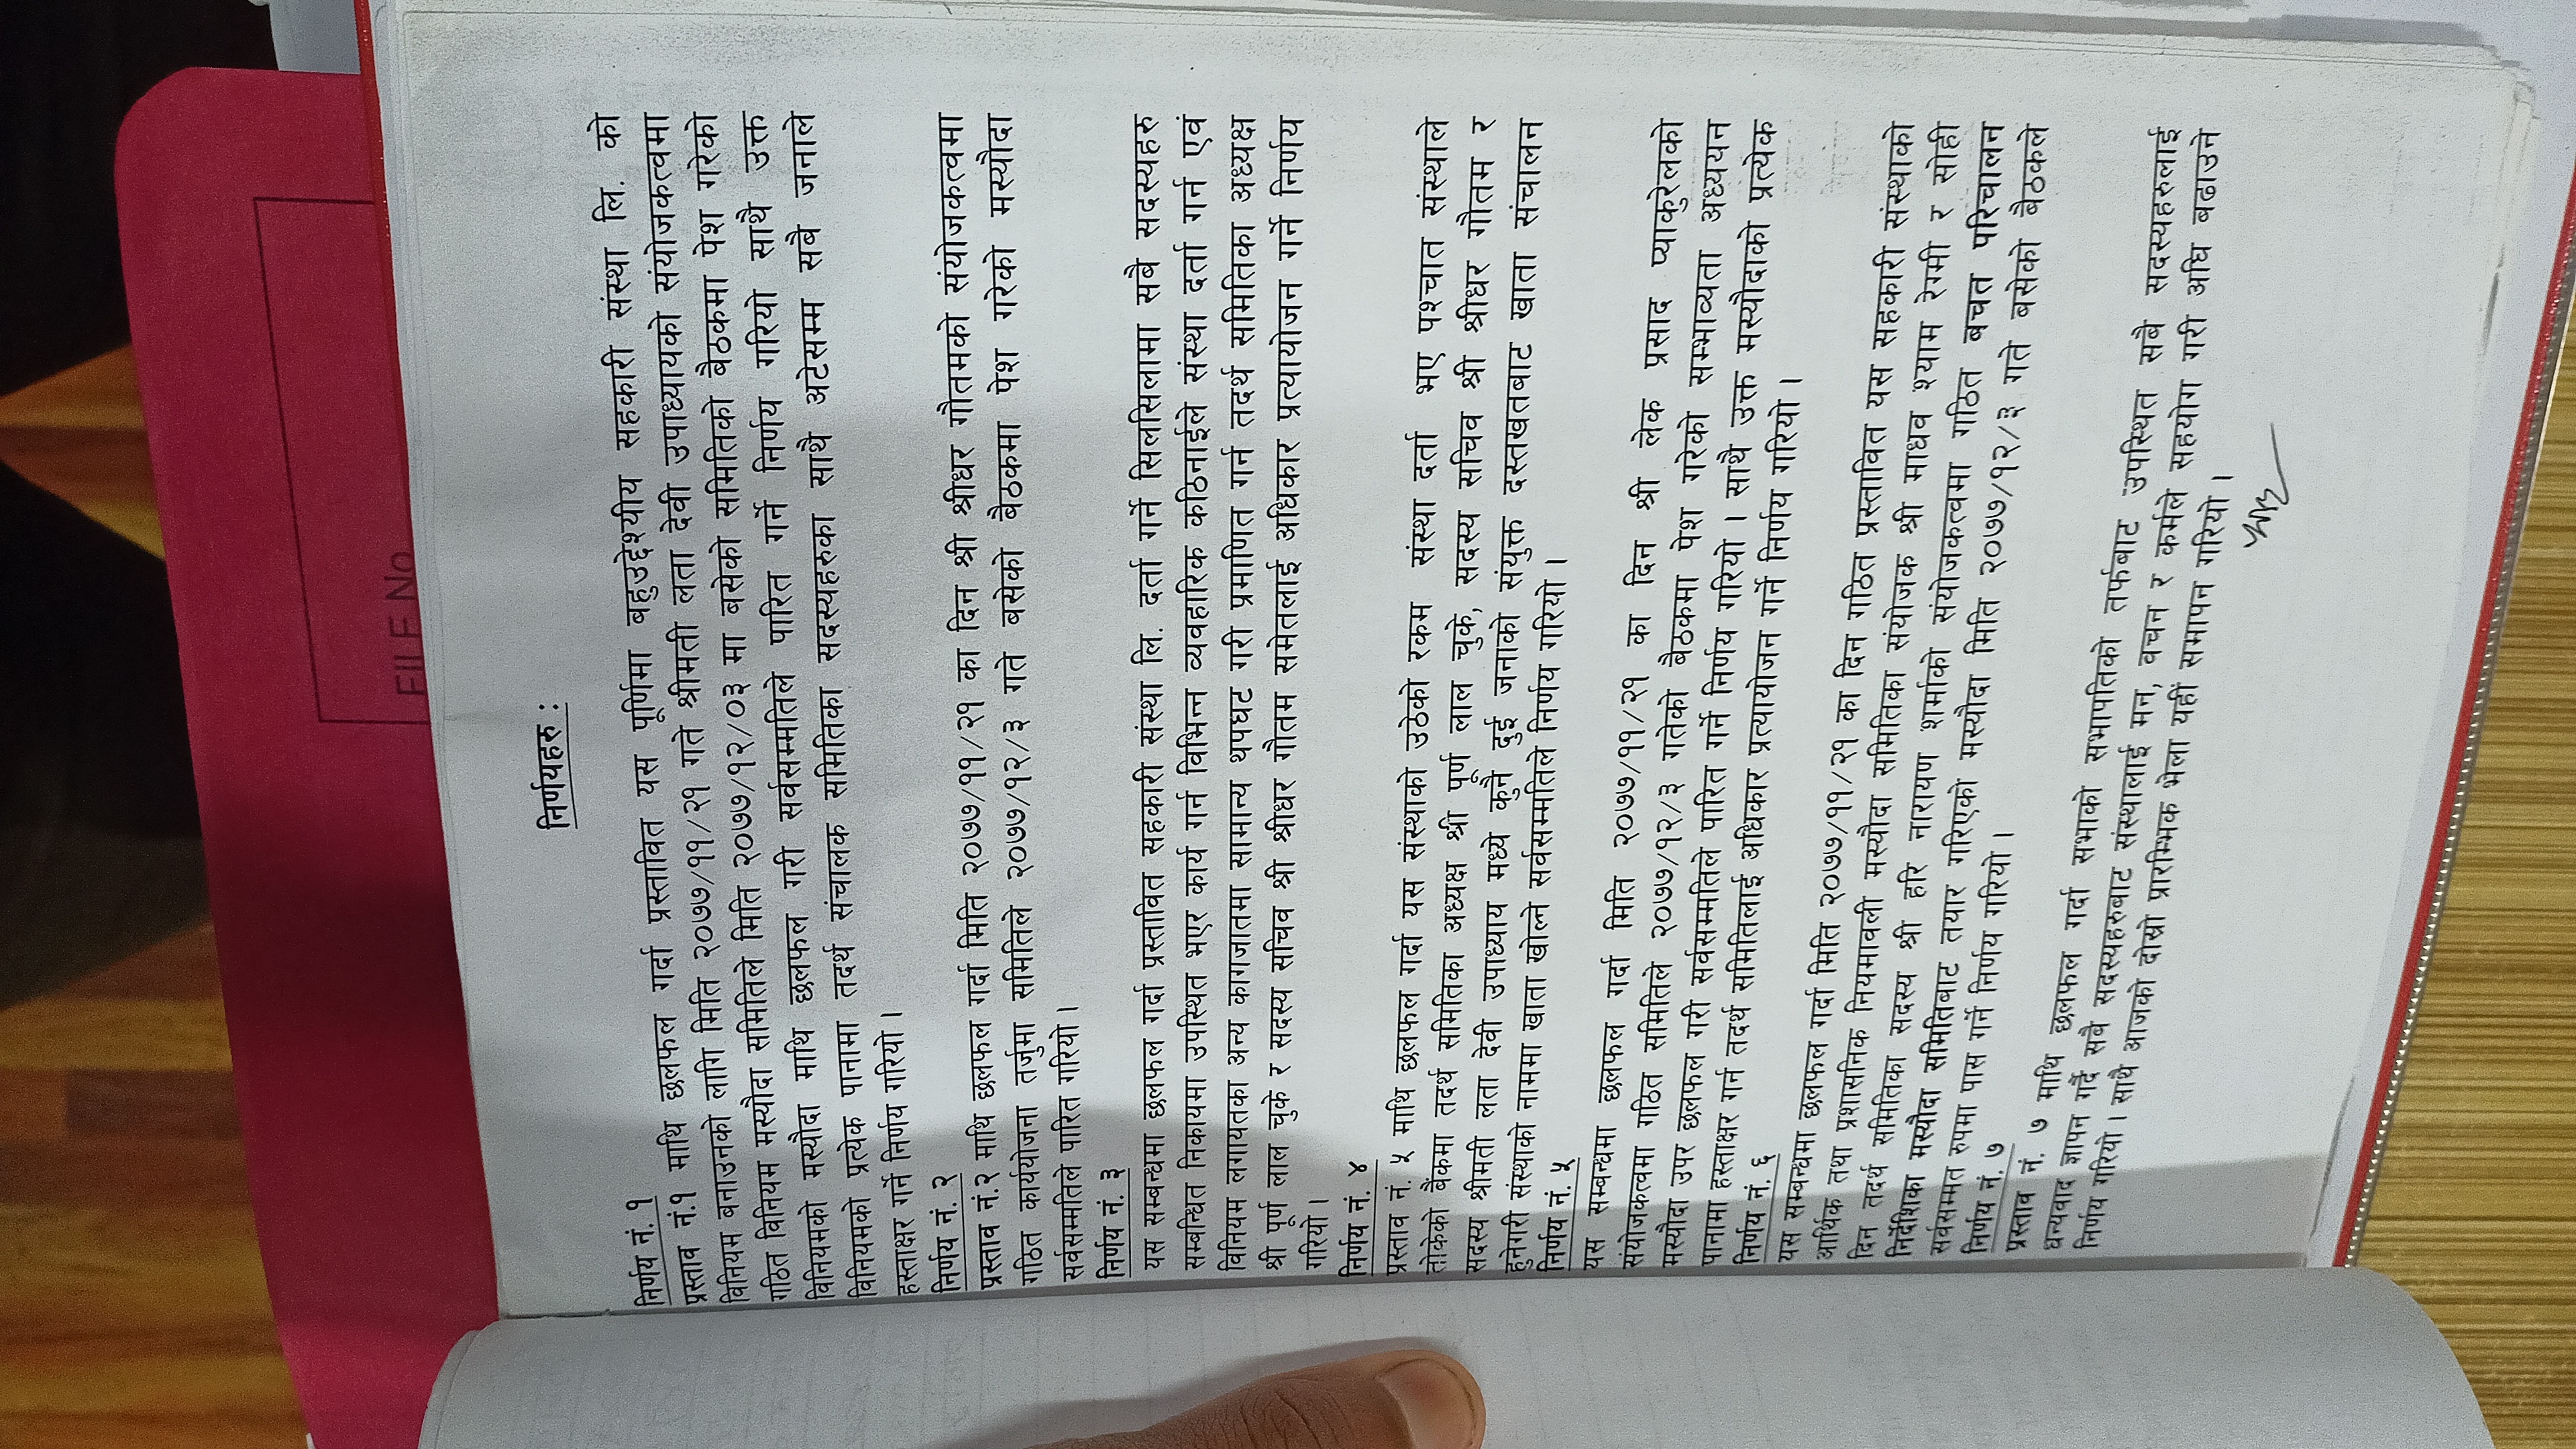 FILE No
निर्णयहरु :
निर्णय नं. १
प्रस्ताव नं.१ माथि छलफल गर्दा प्रस्तावित यस पूर्णिमा बहुउद्देश्यीय सहकारी संस्था लि. को
विनियम बनाउनको लागि मिति २०७७/११/२१ गते श्रीमती लता देवी उपाध्यायको संयोजकत्वमा
गठित विनियम मस्यौदा समितिले मिति २०७७/१२/०३ मा बसेको समितिको बैठकमा पेश गरेको
विनियमको मस्यौदा माथि छलफल गरी सर्वसम्मतिले पारित गर्ने निर्णय गरियो साथै उक्त
विनियमको प्रत्येक पानामा तदर्थ संचालक समितिका सदस्यहरुका साथै अटेसम्म सबै जनाले
हस्ताक्षर गर्ने निर्णय गरियो ।
निर्णय नं. २
प्रस्ताव नं.२ माथि छलफल गर्दा मिति २०७७/११/२१ का दिन श्री श्रीधर गौतमको संयोजकत्वमा
गठित कार्ययोजना तर्जुमा समितिले २०७७/१२/३ गते बसेको बैठकमा पेश गरेको मस्यौदा
सर्वसम्मतिले पारित गरियो ।
निर्णय नं. ३
यस सम्बन्धमा छलफल गर्दा प्रस्तावित सहकारी संस्था लि. दर्ता गर्ने सिलसिलामा सबै सदस्यहरु
सम्बन्धित निकायमा उपस्थित भएर कार्य गर्न विभिन्न व्यवहारिक कठिनाईले संस्था दर्ता गर्न एवं
विनियम लगायतका अन्य कागजातमा सामान्य थपघट गरी प्रमाणित गर्न तदर्थ समितिका अध्यक्ष
श्री पूर्ण लाल चुके र सदस्य सचिव श्री श्रीधर गौतम समेतलाई अधिकार प्रत्यायोजन गर्ने निर्णय
गरियो ।
निर्णय नं. ४
प्रस्ताव नं. ५ माथि छलफल गर्दा यस संस्थाको उठेको रकम संस्था दर्ता भए पश्चात संस्थाले
तोकेको बैंकमा तदर्थ समितिका अध्यक्ष श्री पूर्ण लाल चुके, सदस्य सचिव श्री श्रीधर गौतम र
सदस्य श्रीमती लता देवी उपाध्याय मध्ये कुनै दुई जनाको संयुक्त दस्तखतबाट खाता संचालन
हुनेगरी संस्थाको नाममा खाता खोल्ने सर्वसम्मतिले निर्णय गरियो ।
निर्णय नं. ५
यस सम्बन्धमा छलफल गर्दा मिति २०७७/११/२१ का दिन श्री लेक प्रसाद प्याकुरेलको
संयोजकत्वमा गठित समितिले २०७७/१२/३ गतेको बैठकमा पेश गरेको सम्भाव्यता अध्ययन
मस्यौदा उपर छलफल गरी सर्वसम्मतिले पारित गर्ने निर्णय गरियो । साथै उक्त मस्यौदाको प्रत्येक
पानामा हस्ताक्षर गर्न तदर्थ समितिलाई अधिकार प्रत्यायोजन गर्ने निर्णय गरियो ।
निर्णय नं. ६
यस सम्बन्धमा छलफल गर्दा मिति २०७७/११/२१ का दिन गठित प्रस्तावित यस सहकारी संस्थाको
आर्थिक तथा प्रशासनिक नियमावली मस्यौदा समितिका संयोजक श्री माधव श्याम रेग्मी र सोही
दिन तदर्थ समितिका सदस्य श्री हरि नारायण शर्माको संयोजकत्वमा गठित बचत परिचालन
निर्देशिका मस्यौदा समितिबाट तयार गरिएको मस्यौदा मिति २०७७/१२/३ गते बसेको बैठकले
सर्वसम्मत रुपमा पास गर्ने निर्णय गरियो ।
निर्णय नं. ७
प्रस्ताव नं. ७ माथि छलफल गर्दा सभाको सभापतिको तर्फबाट उपस्थित सबै सदस्यहरुलाई
धन्यवाद ज्ञापन गर्दै सबै सदस्यहरुबाट संस्थालाई मन, वचन र कर्मले सहयोग गरी अघि बढाउने
निर्णय गरियो । साथै आजको दोस्रो प्रारम्भिक भेला यहीं समापन गरियो ।